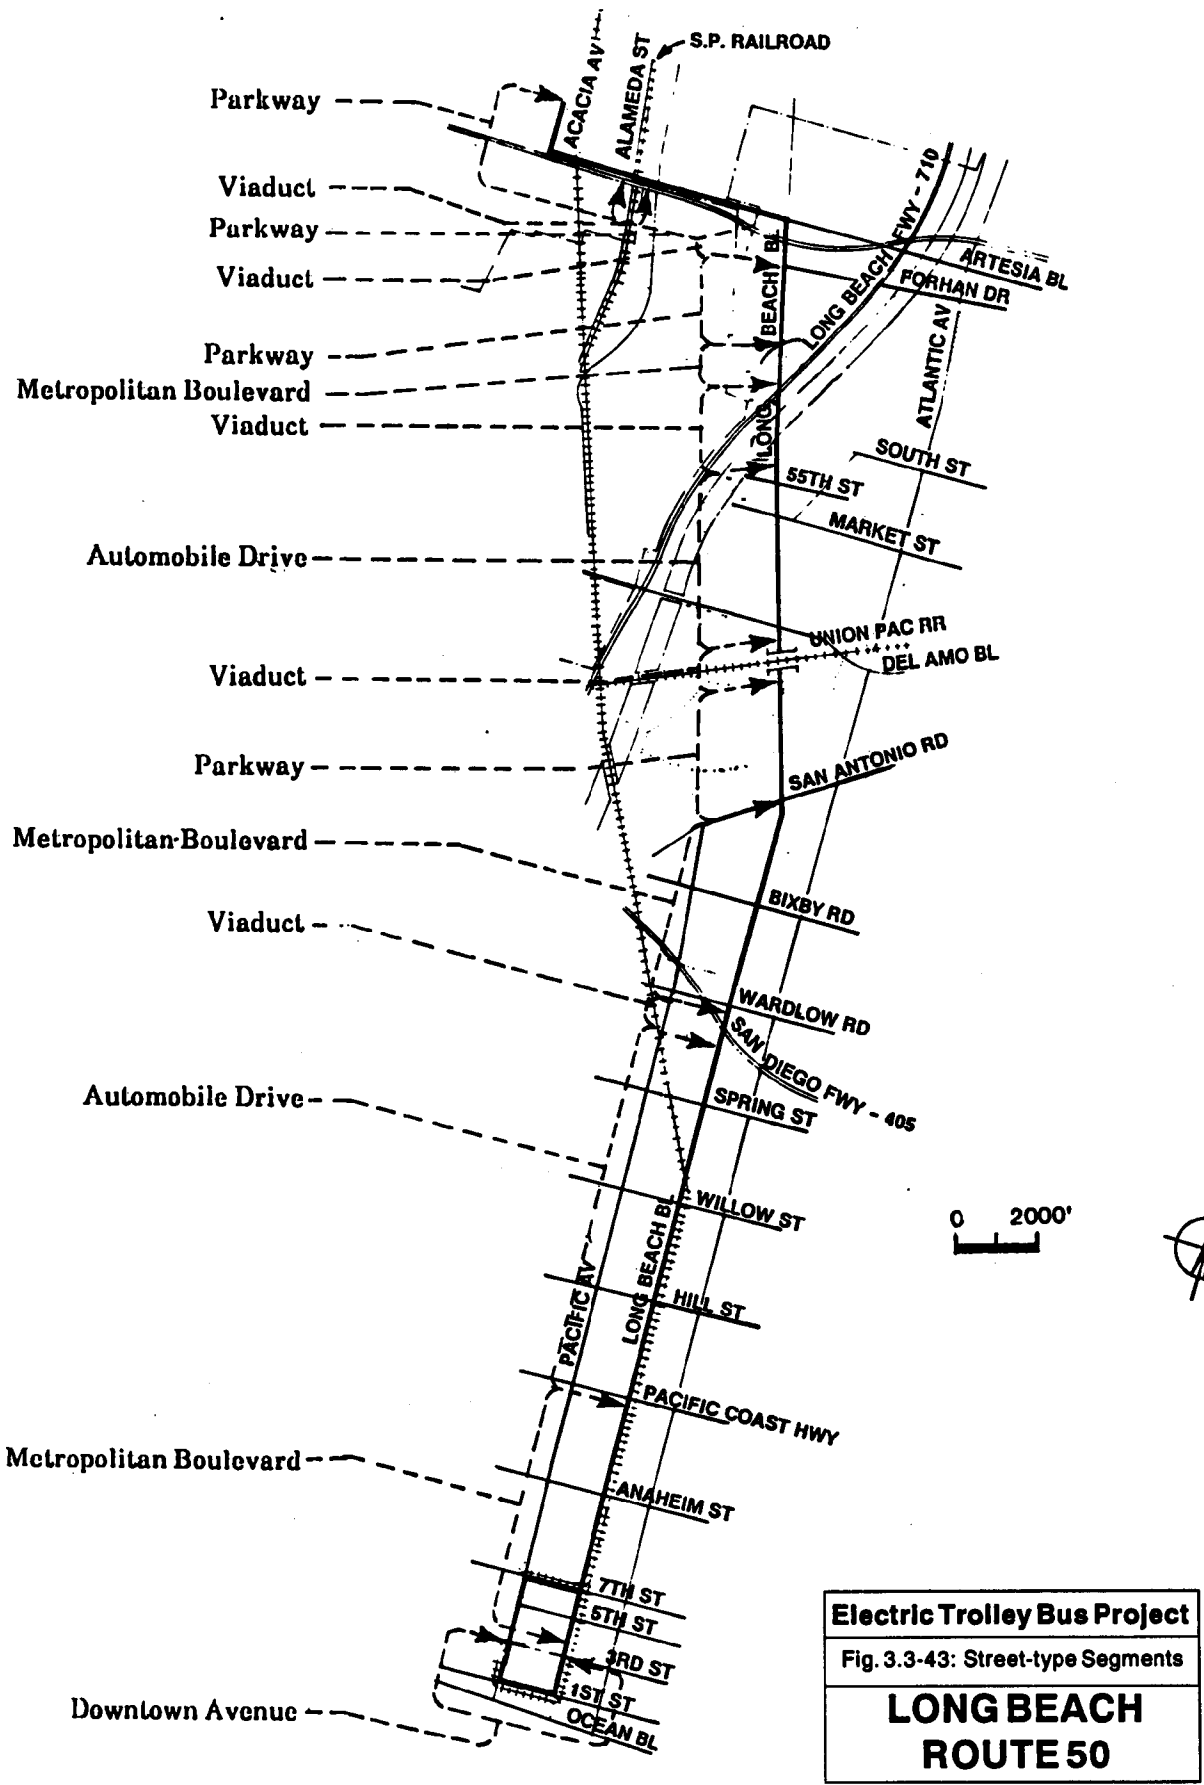 S.P. RAILROAD
ACACIA AV
ALAMEDA ST
Parkway
Viaduct
Parkway
Viaduct
Parkway
Metropolitan Boulevard
Viaduct
Automobile Drive
Viaduct
Parkway
Metropolitan-Boulevard
Viaduct
Automobile Drive
Metropolitan Boulevard
Downtown Avenue
LONG BEACH BL
LONG BEACH FWY - 710
ARTESIA BL
FORHAN DR
ATLANTIC AV
SOUTH ST
55TH ST
MARKET ST
UNION PAC RR
DEL AMO BL
SAN ANTONIO RD
BIXBY RD
WARDLOW RD
SAN DIEGO FWY - 405
SPRING ST
WILLOW ST
0 2000'
LONG BEACH BL
PACIFIC AV
HILL ST
PACIFIC COAST HWY
ANAHEIM ST
7TH ST
5TH ST
3RD ST
1ST ST
OCEAN BL
Electric Trolley Bus Project
Fig. 3.3-43: Street-type Segments
LONG BEACH
ROUTE 50